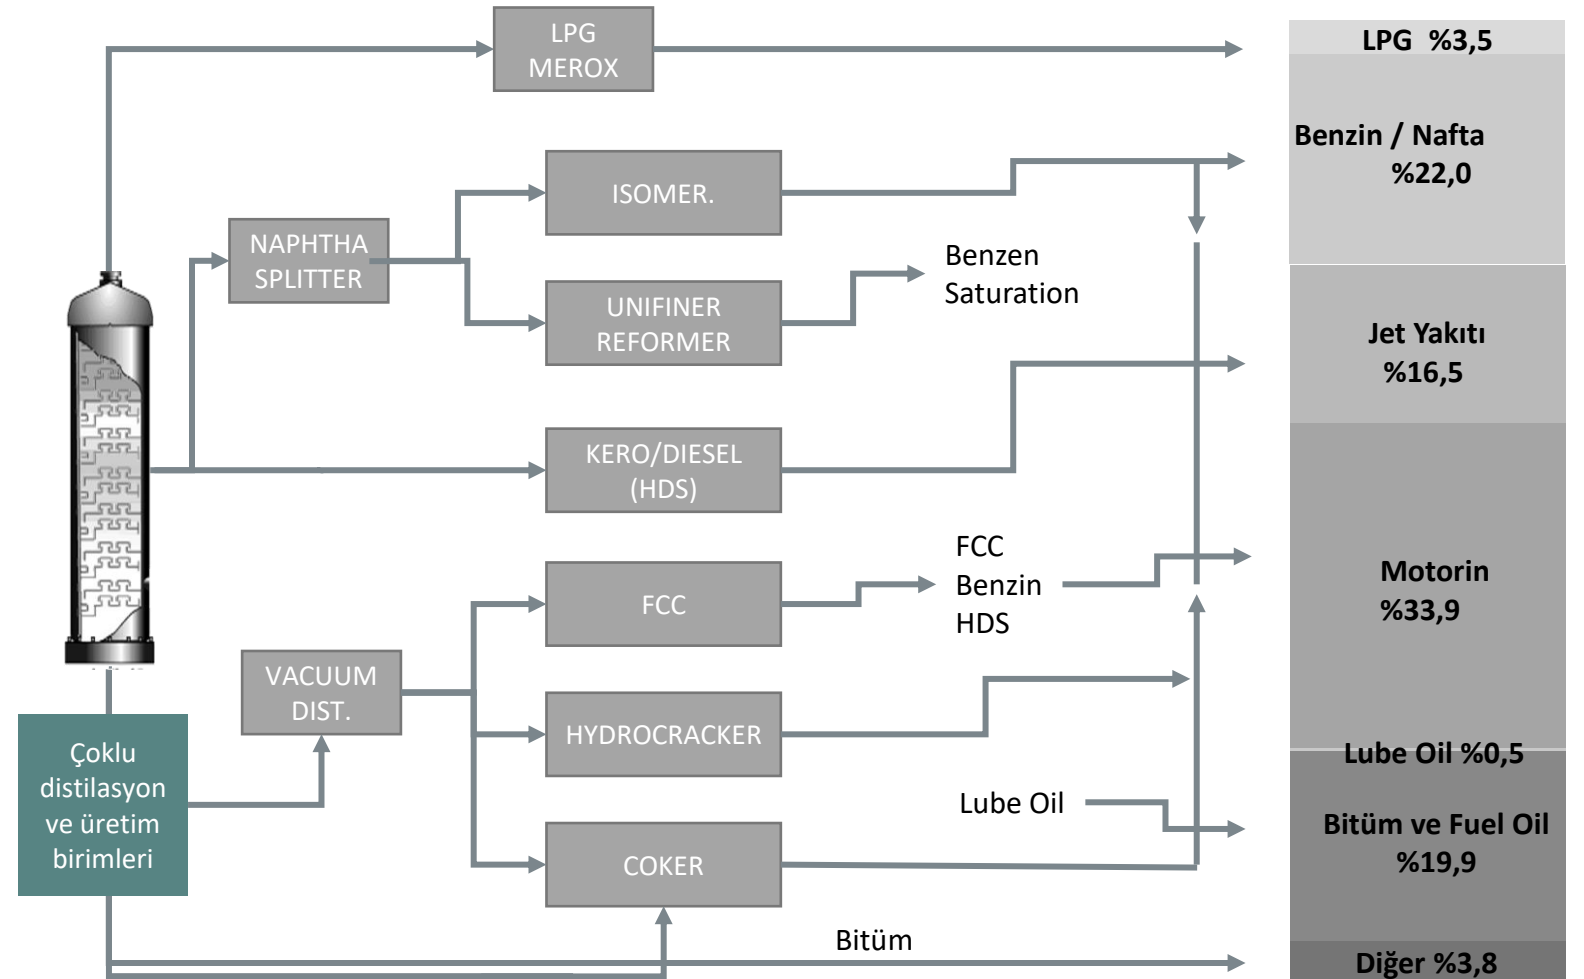 LPG
MEROX
LPG %3,5
Benzin / Nafta
%22,0
ISOMER.
NAPHTHA
SPLITTER
Benzen
Saturation
UNIFINER
REFORMER
Jet Yakıtı
%16,5
KERO/DIESEL
(HDS)
FCC
Benzin
HDS
FCC
Motorin
%33,9
VACUUM
DIST.
HYDROCRACKER
Çoklu
distilasyon
ve üretim
birimleri
Lube Oil %0,5
Lube Oil
Bitüm ve Fuel Oil
%19,9
COKER
Bitüm
Diğer %3,8